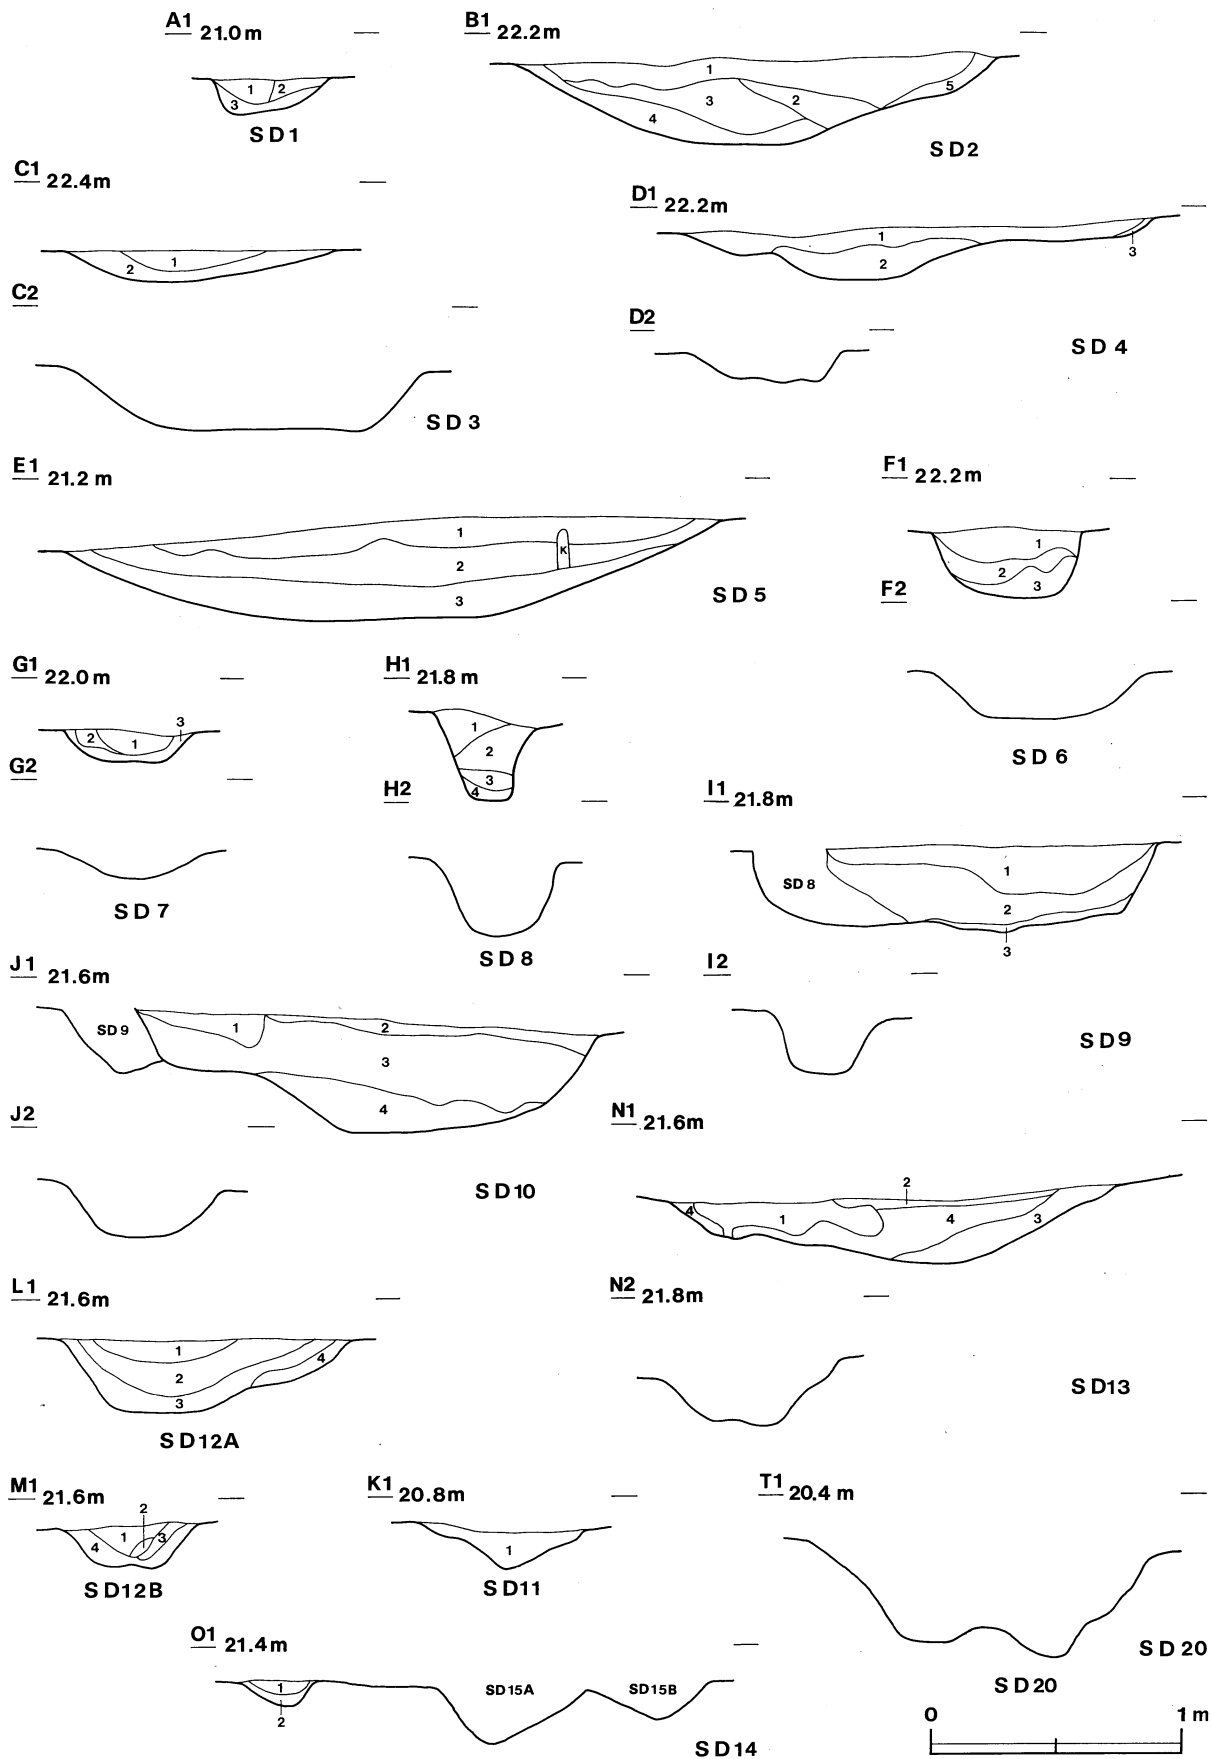 A1 21.0m
1 2
3
SD1
B1 22.2m
1
2
3
4
5
SD2
C1 22.4m
1
2
C2
SD3
D1 22.2m
1
2
3
D2
SD4
E1 21.2m
1
K
2
3
SD5
F1 22.2m
1
2
3
F2
SD6
G1 22.0m
3
2 1
G2
SD7
H1 21.8m
1
2
3
4
H2
SD8
I1 21.8m
SD8
1
2
3
I2
SD9
J1 21.6m
SD9
1 2
3
4
J2
SD10
N1 21.6m
2
4
1 4 3
N2 21.8m
SD13
L1 21.6m
1
4
2
3
SD12A
M1 21.6m
2
1 3
4
SD12B
K1 20.8m
1
SD11
T1 20.4m
SD20
SD20
O1 21.4m
1
2
SD15A SD15B
SD14
0 1m